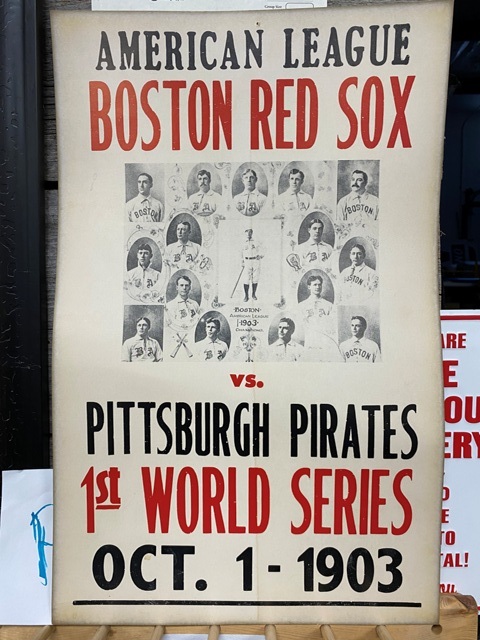 AMERICAN LEAGUE
BOSTON RED SOX
BOSTON
BOSTON
BA
BOSTON
AMERICAN LEAGUE
1903
BOSTON
vs.
PITTSBURGH PIRATES
1st WORLD SERIES
OCT. 1 - 1903
ARE
E
OU
ERY
E
TO
TAL!